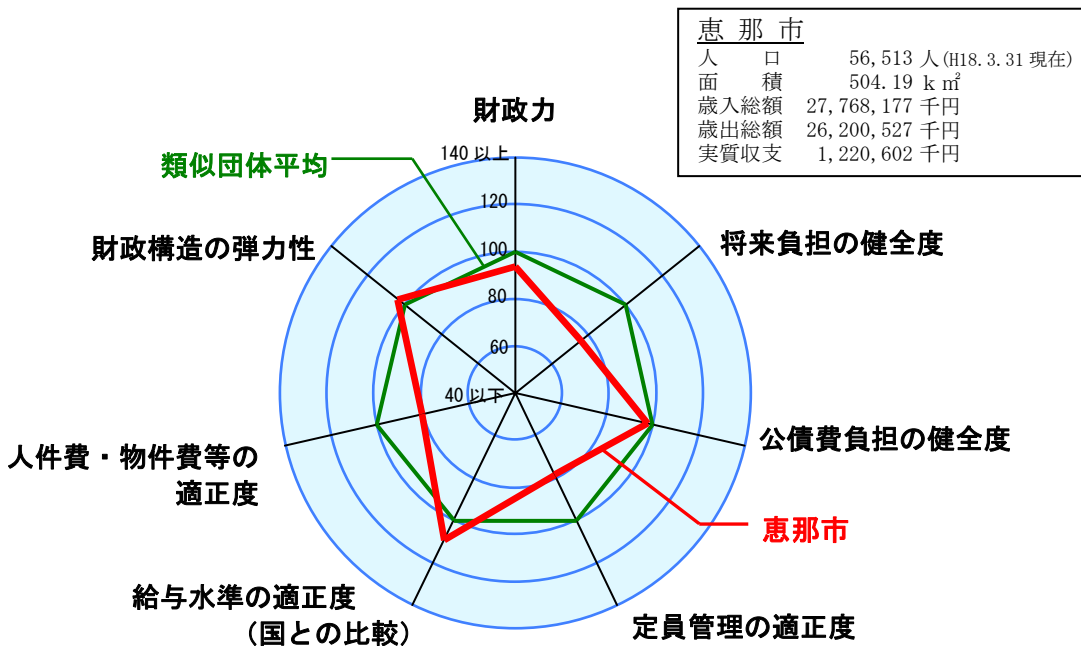 恵那市
人口 56,513 人(H18.3.31 現在)
面積 504.19 k㎡
歳入総額 27,768,177 千円
歳出総額 26,200,527 千円
実質収支 1,220,602 千円
財政力
140 以上
類似団体平均
120
将来負担の健全度
財政構造の弾力性
100
80
60
40 以下
公債費負担の健全度
人件費・物件費等の
適正度
恵那市
給与水準の適正度
(国との比較)
定員管理の適正度